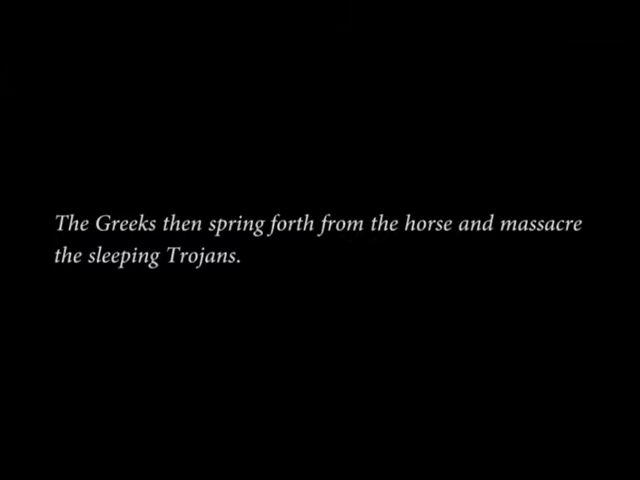 The Greeks then spring forth from the horse and massacre
the sleeping Trojans.